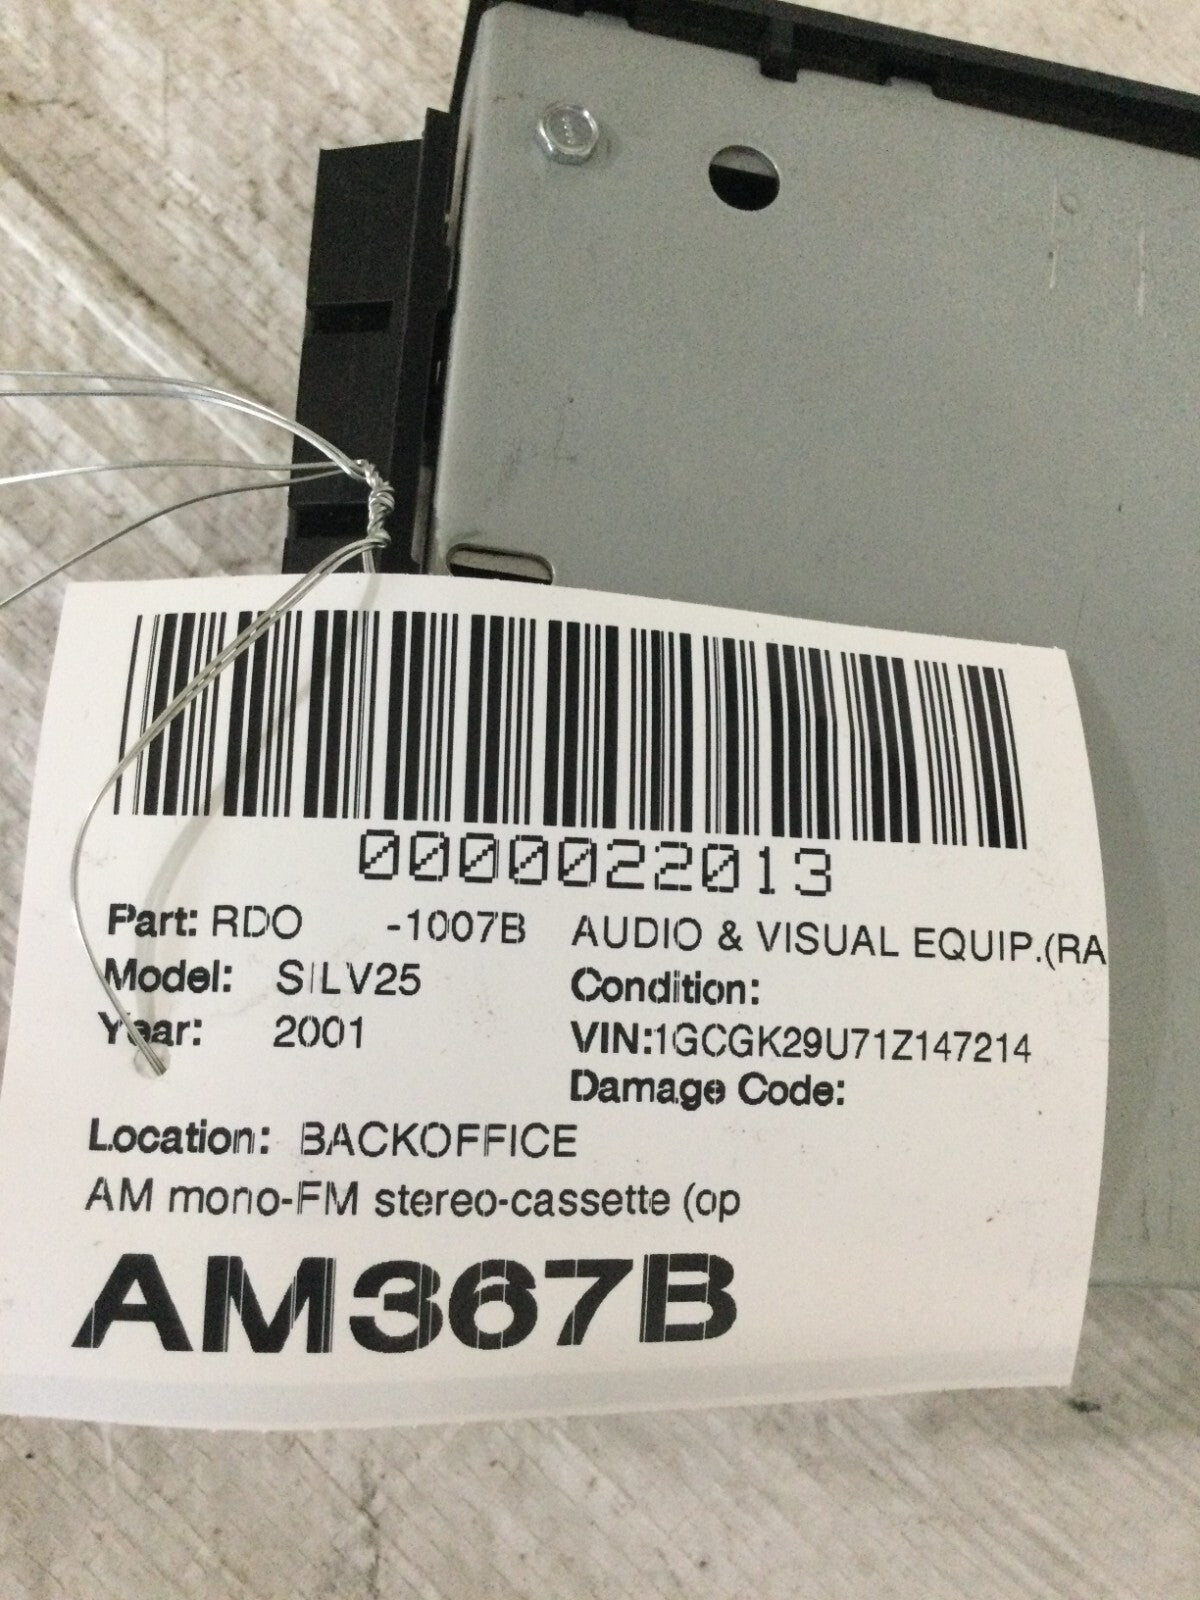 0000022013
Part: RDO -1007B AUDIO & VISUAL EQUIP.(RA
Model: SILV25 Condition:
Year: 2001 VIN:1GCGK29U71Z147214
Damage Code:
Location: BACKOFFICE
AM mono-FM stereo-cassette (op
AM367B